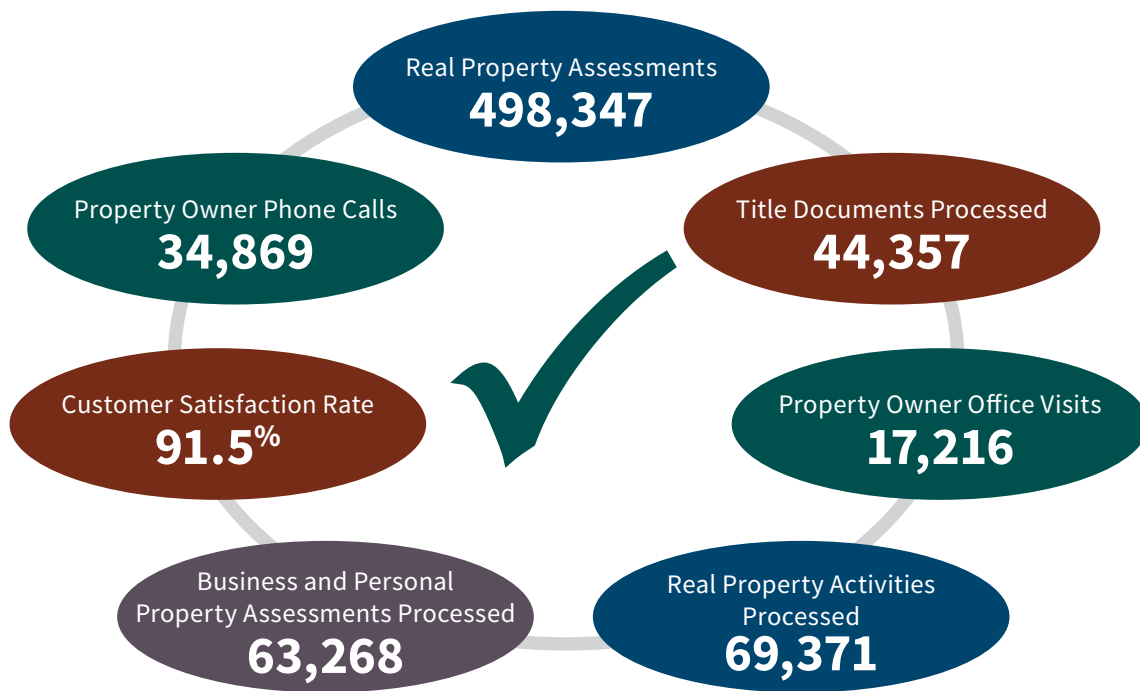 Real Property Assessments
498,347
Property Owner Phone Calls
34,869
Title Documents Processed
44,357
Customer Satisfaction Rate
91.5%
Property Owner Office Visits
17,216
Business and Personal
Property Assessments Processed
63,268
Real Property Activities
Processed
69,371